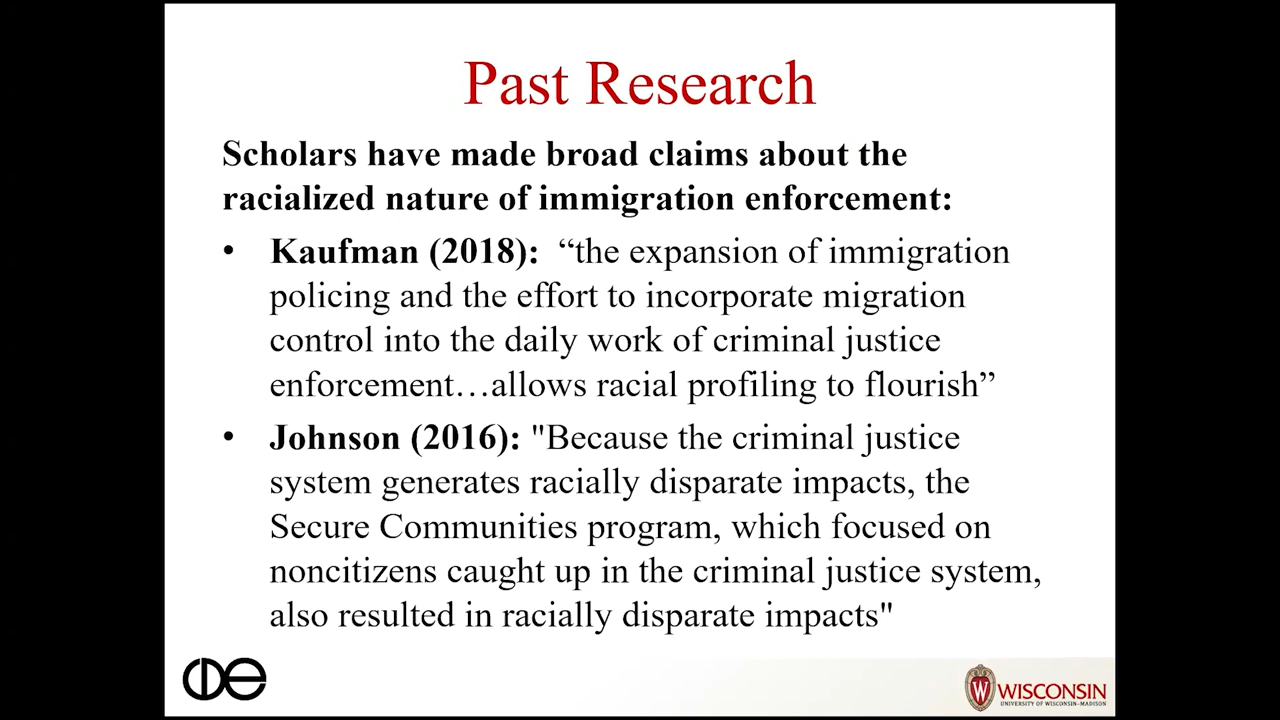 Past Research
Scholars have made broad claims about the
racialized nature of immigration enforcement:
• Kaufman (2018): “the expansion of immigration
policing and the effort to incorporate migration
control into the daily work of criminal justice
enforcement…allows racial profiling to flourish”
• Johnson (2016): "Because the criminal justice
system generates racially disparate impacts, the
Secure Communities program, which focused on
noncitizens caught up in the criminal justice system,
also resulted in racially disparate impacts"
cde
W WISCONSIN
UNIVERSITY OF WISCONSIN–MADISON